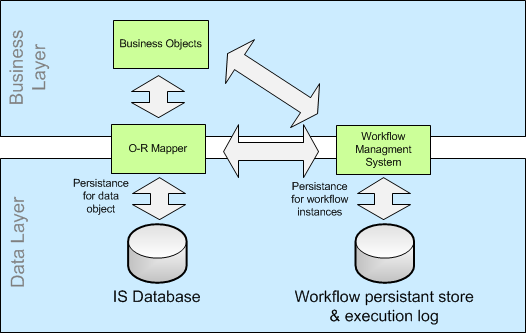 Business
Layer
Business Objects
O-R Mapper
Workflow
Managment
System
Data Layer
Persistance
for data
object
Persistance
for workflow
instances
IS Database
Workflow persistant store
& execution log